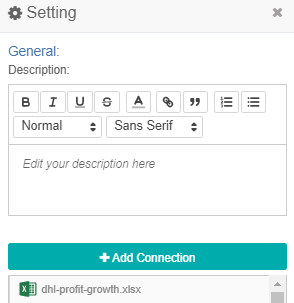 Setting
General:
Description:
B I U S A
Normal Sans Serif
Edit your description here
Add Connection
dhl-profit-growth.xlsx